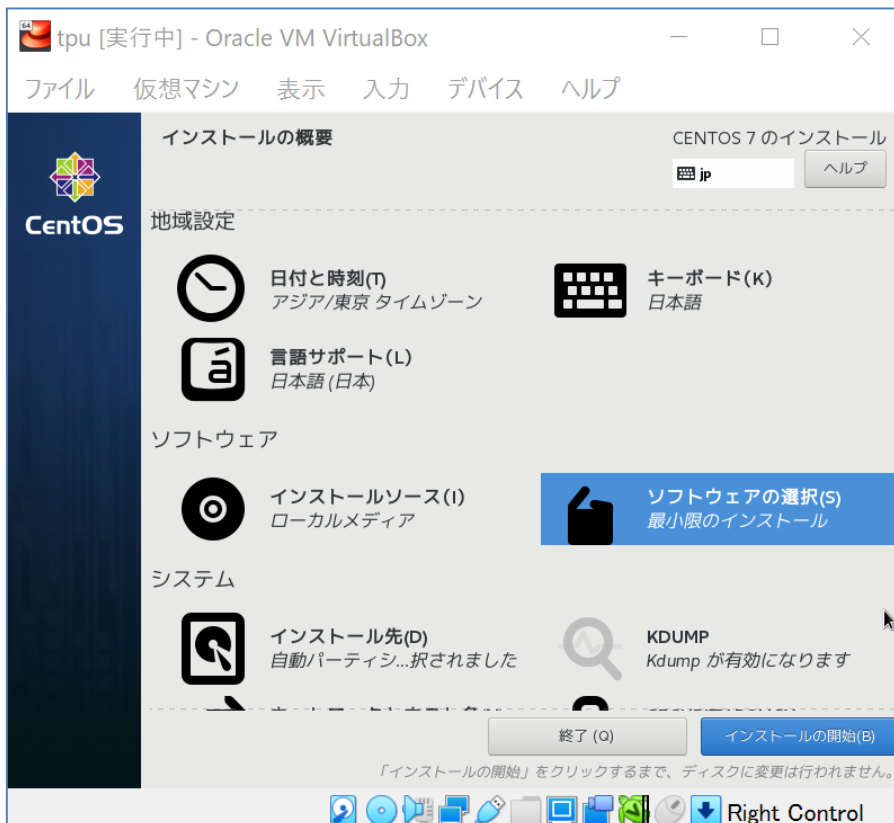 tpu [実行中] - Oracle VM VirtualBox
ファイル 仮想マシン 表示 入力 デバイス ヘルプ
インストールの概要
CENTOS 7 のインストール
jp
ヘルプ
CentOS
地域設定
日付と時刻(T)
アジア/東京 タイムゾーン
キーボード(K)
日本語
á
言語サポート(L)
日本語 (日本)
ソフトウェア
インストールソース(I)
ローカルメディア
ソフトウェアの選択(S)
最小限のインストール
システム
インストール先(D)
自動パーティシ...択されました
KDUMP
Kdump が有効になります
終了 (Q)
インストールの開始(B)
「インストールの開始」をクリックするまで、ディスクに変更は行われません。
Right Control